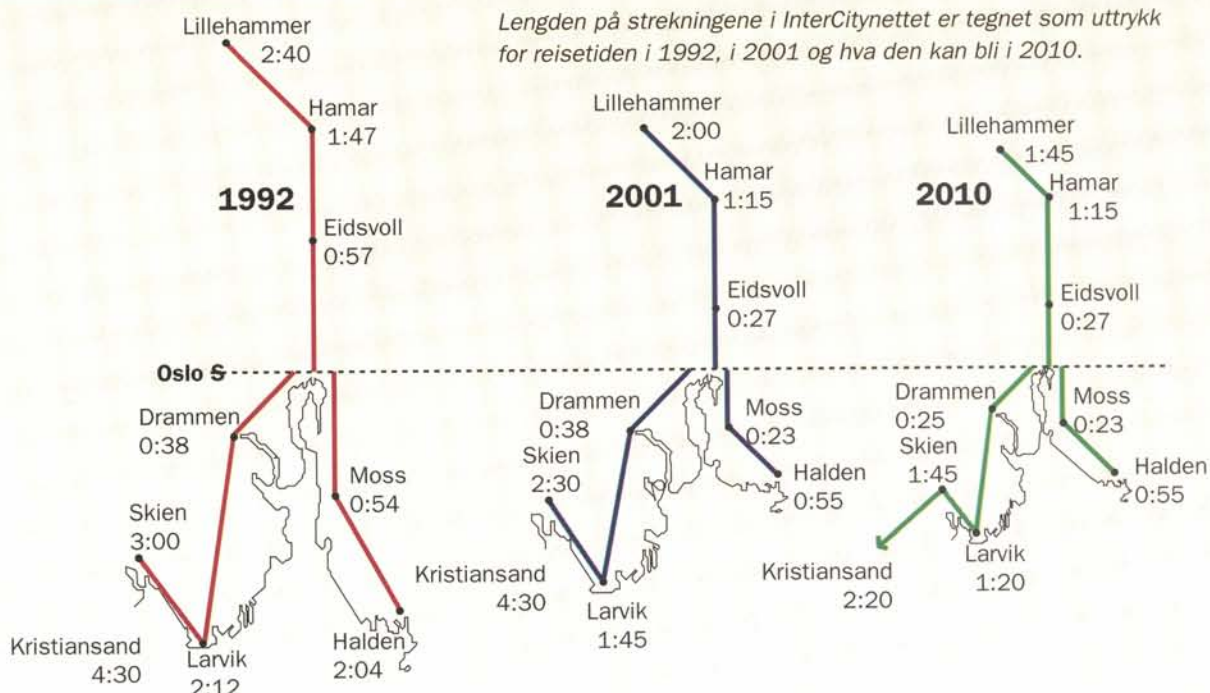 Lengden på strekningene i InterCitynettet er tegnet som uttrykk
for reisetiden i 1992, i 2001 og hva den kan bli i 2010.
1992
Lillehammer
2:40
Hamar
1:47
Eidsvoll
0:57
Oslo S
Drammen
0:38
Moss
0:54
Skien
3:00
Kristiansand
4:30
Larvik
2:12
Halden
2:04
2001
Lillehammer
2:00
Hamar
1:15
Eidsvoll
0:27
Drammen
0:38
Moss
0:23
Skien
2:30
Halden
0:55
Kristiansand
4:30
Larvik
1:45
2010
Lillehammer
1:45
Hamar
1:15
Eidsvoll
0:27
Drammen
0:25
Moss
0:23
Skien
1:45
Halden
0:55
Kristiansand
2:20
Larvik
1:20